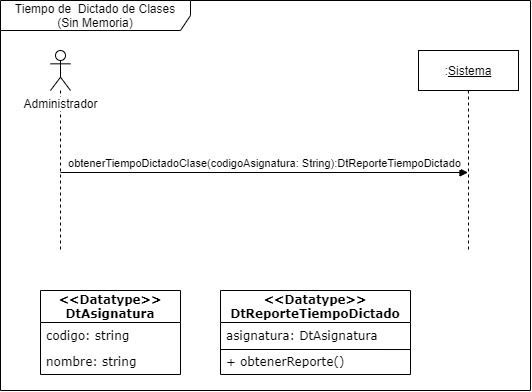 Tiempo de Dictado de Clases
(Sin Memoria)
:Sistema
Administrador
obtenerTiempoDictadoClase(codigoAsignatura: String):DtReporteTiempoDictado
<<Datatype>>
DtAsignatura
codigo: string
nombre: string
<<Datatype>>
DtReporteTiempoDictado
asignatura: DtAsignatura
+ obtenerReporte()